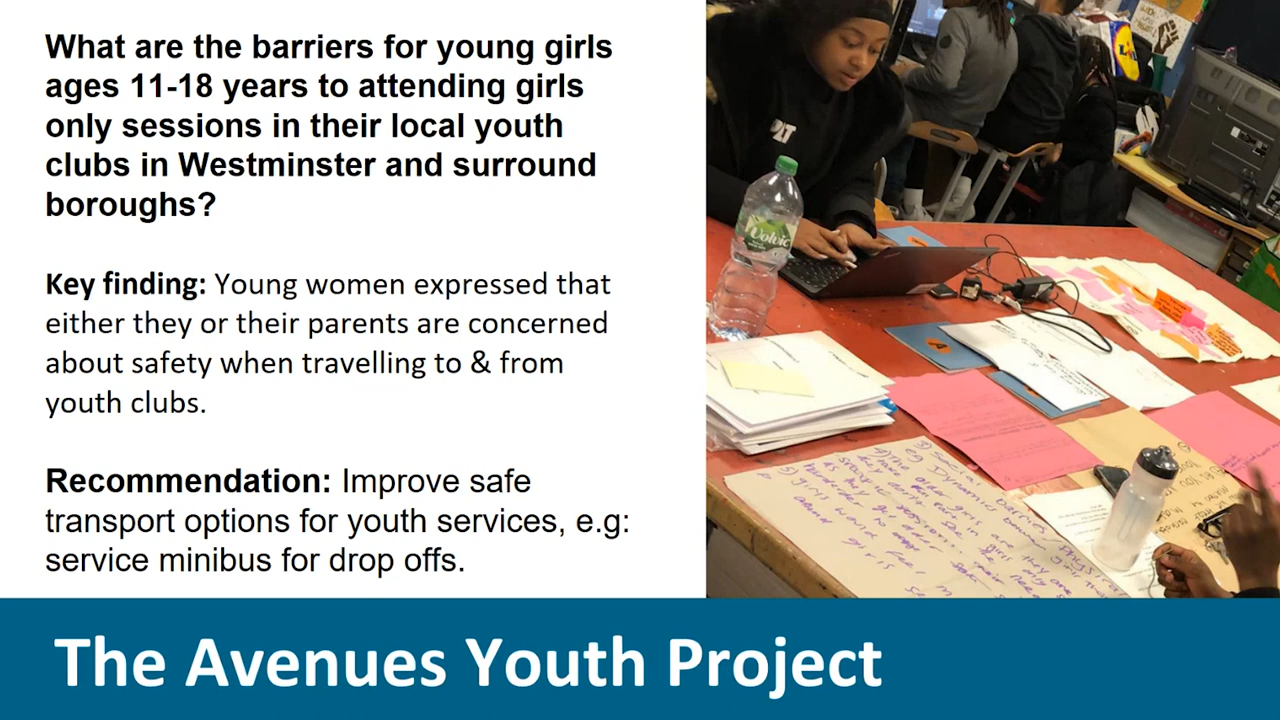 What are the barriers for young girls
ages 11-18 years to attending girls
only sessions in their local youth
clubs in Westminster and surround
boroughs?
Key finding: Young women expressed that
either they or their parents are concerned
about safety when travelling to & from
youth clubs.
Recommendation: Improve safe
transport options for youth services, e.g:
service minibus for drop offs.
The Avenues Youth Project
Volvic